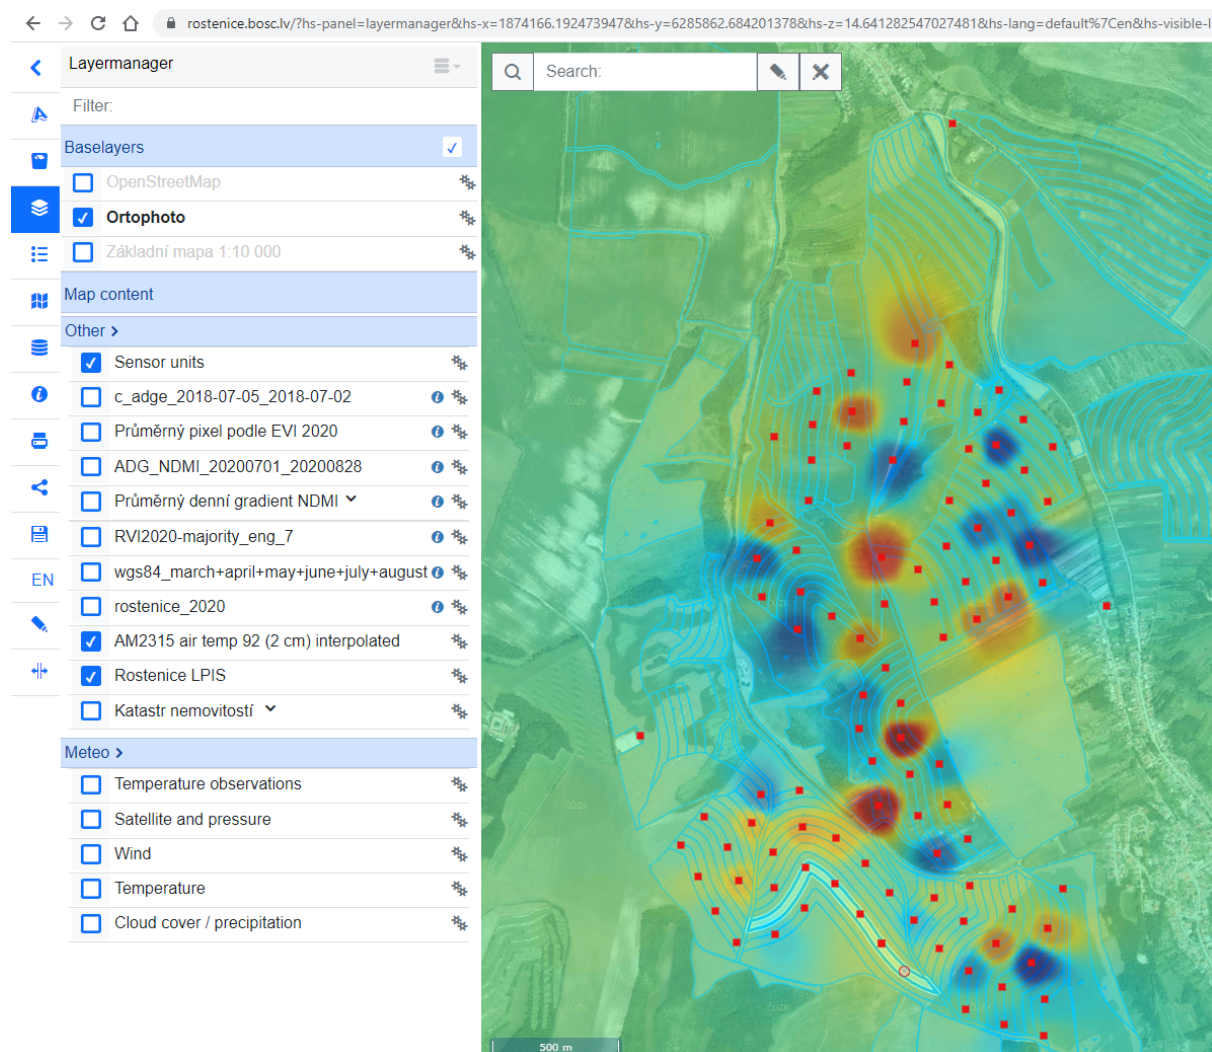 rostenice.bosc.lv/?hs-panel=layermanager&hs-x=1874166.192473947&hs-y=6285862.684201378&hs-z=14.641282547027481&hs-lang=default%7Cen&hs-visible-l
Layermanager
Search:
Filter:
Baselayers
OpenStreetMap
Ortophoto
Základní mapa 1:10 000
Map content
Other >
Sensor units
c_adge_2018-07-05_2018-07-02
Průměrný pixel podle EVI 2020
ADG_NDMI_20200701_20200828
Průměrný denní gradient NDMI
RVI2020-majority_eng_7
wgs84_march+april+may+june+july+august
EN
rostenice_2020
AM2315 air temp 92 (2 cm) interpolated
Rostenice LPIS
Katastr nemovitostí
Meteo >
Temperature observations
Satellite and pressure
Wind
Temperature
Cloud cover / precipitation
500 m